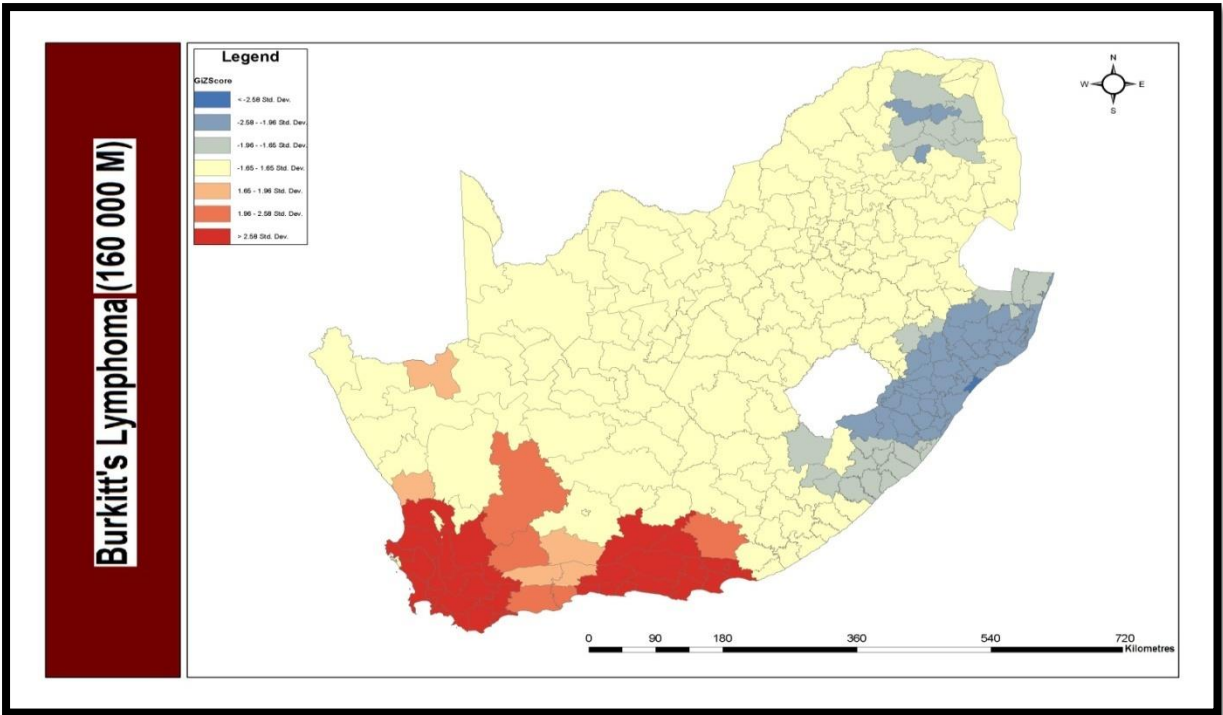 Burkitt's Lymphoma (160 000 M)
Legend
GiZScore
< -2.58 Std. Dev.
-2.58 - -1.96 Std. Dev.
-1.96 - -1.65 Std. Dev.
-1.65 - 1.65 Std. Dev.
1.65 - 1.96 Std. Dev.
1.96 - 2.58 Std. Dev.
> 2.58 Std. Dev.
N
W E
S
0 90 180 360 540 720
Kilometres